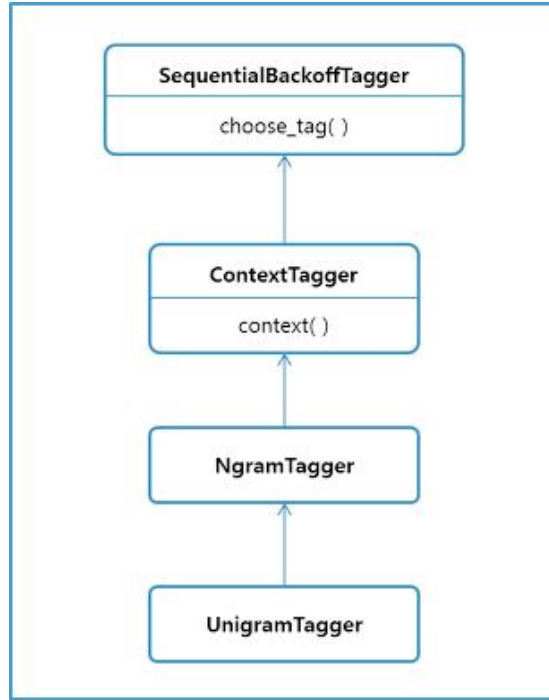 SequentialBackoffTagger
choose_tag( )
ContextTagger
context( )
NgramTagger
UnigramTagger